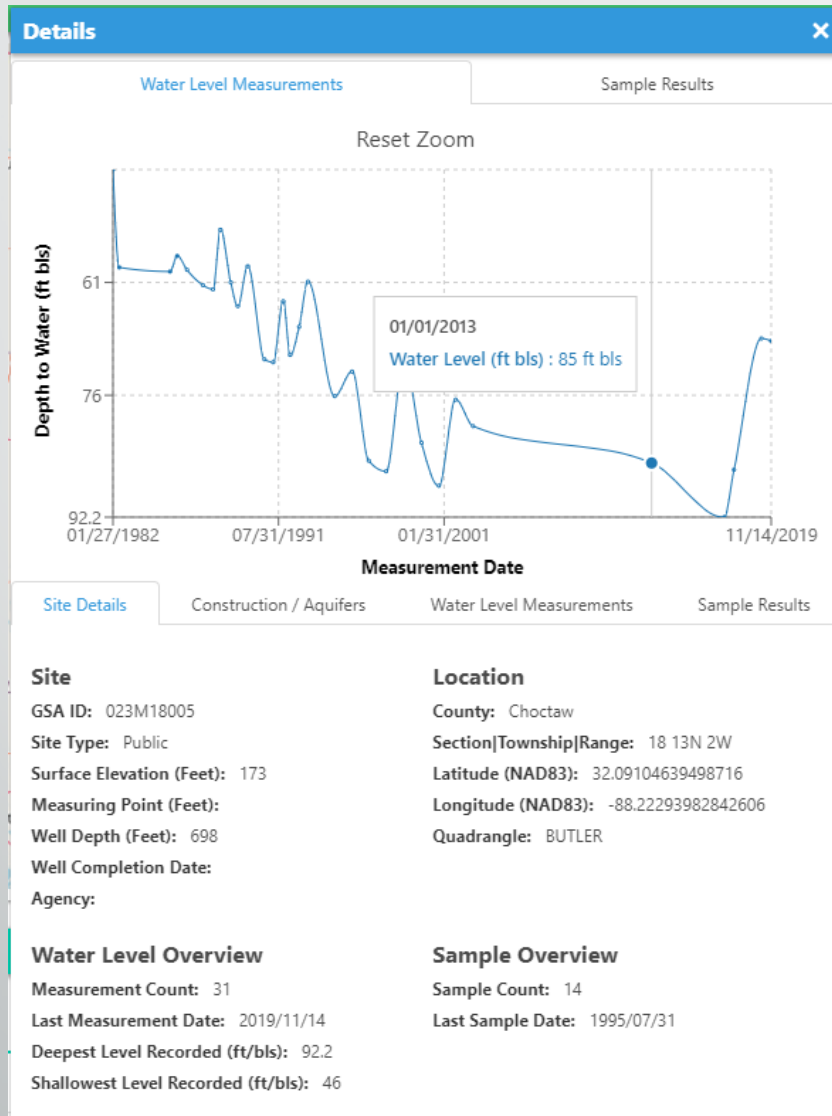 Details ×
Water Level Measurements Sample Results
Reset Zoom
Depth to Water (ft bls)
61
76
92.2
01/01/2013
Water Level (ft bls) : 85 ft bls
01/27/1982 07/31/1991 01/31/2001 11/14/2019
Measurement Date
Site Details Construction / Aquifers Water Level Measurements Sample Results
Site
GSA ID: 023M18005
Site Type: Public
Surface Elevation (Feet): 173
Measuring Point (Feet):
Well Depth (Feet): 698
Well Completion Date:
Agency:
Location
County: Choctaw
Section|Township|Range: 18 13N 2W
Latitude (NAD83): 32.09104639498716
Longitude (NAD83): -88.22293982842606
Quadrangle: BUTLER
Water Level Overview
Measurement Count: 31
Last Measurement Date: 2019/11/14
Deepest Level Recorded (ft/bls): 92.2
Shallowest Level Recorded (ft/bls): 46
Sample Overview
Sample Count: 14
Last Sample Date: 1995/07/31